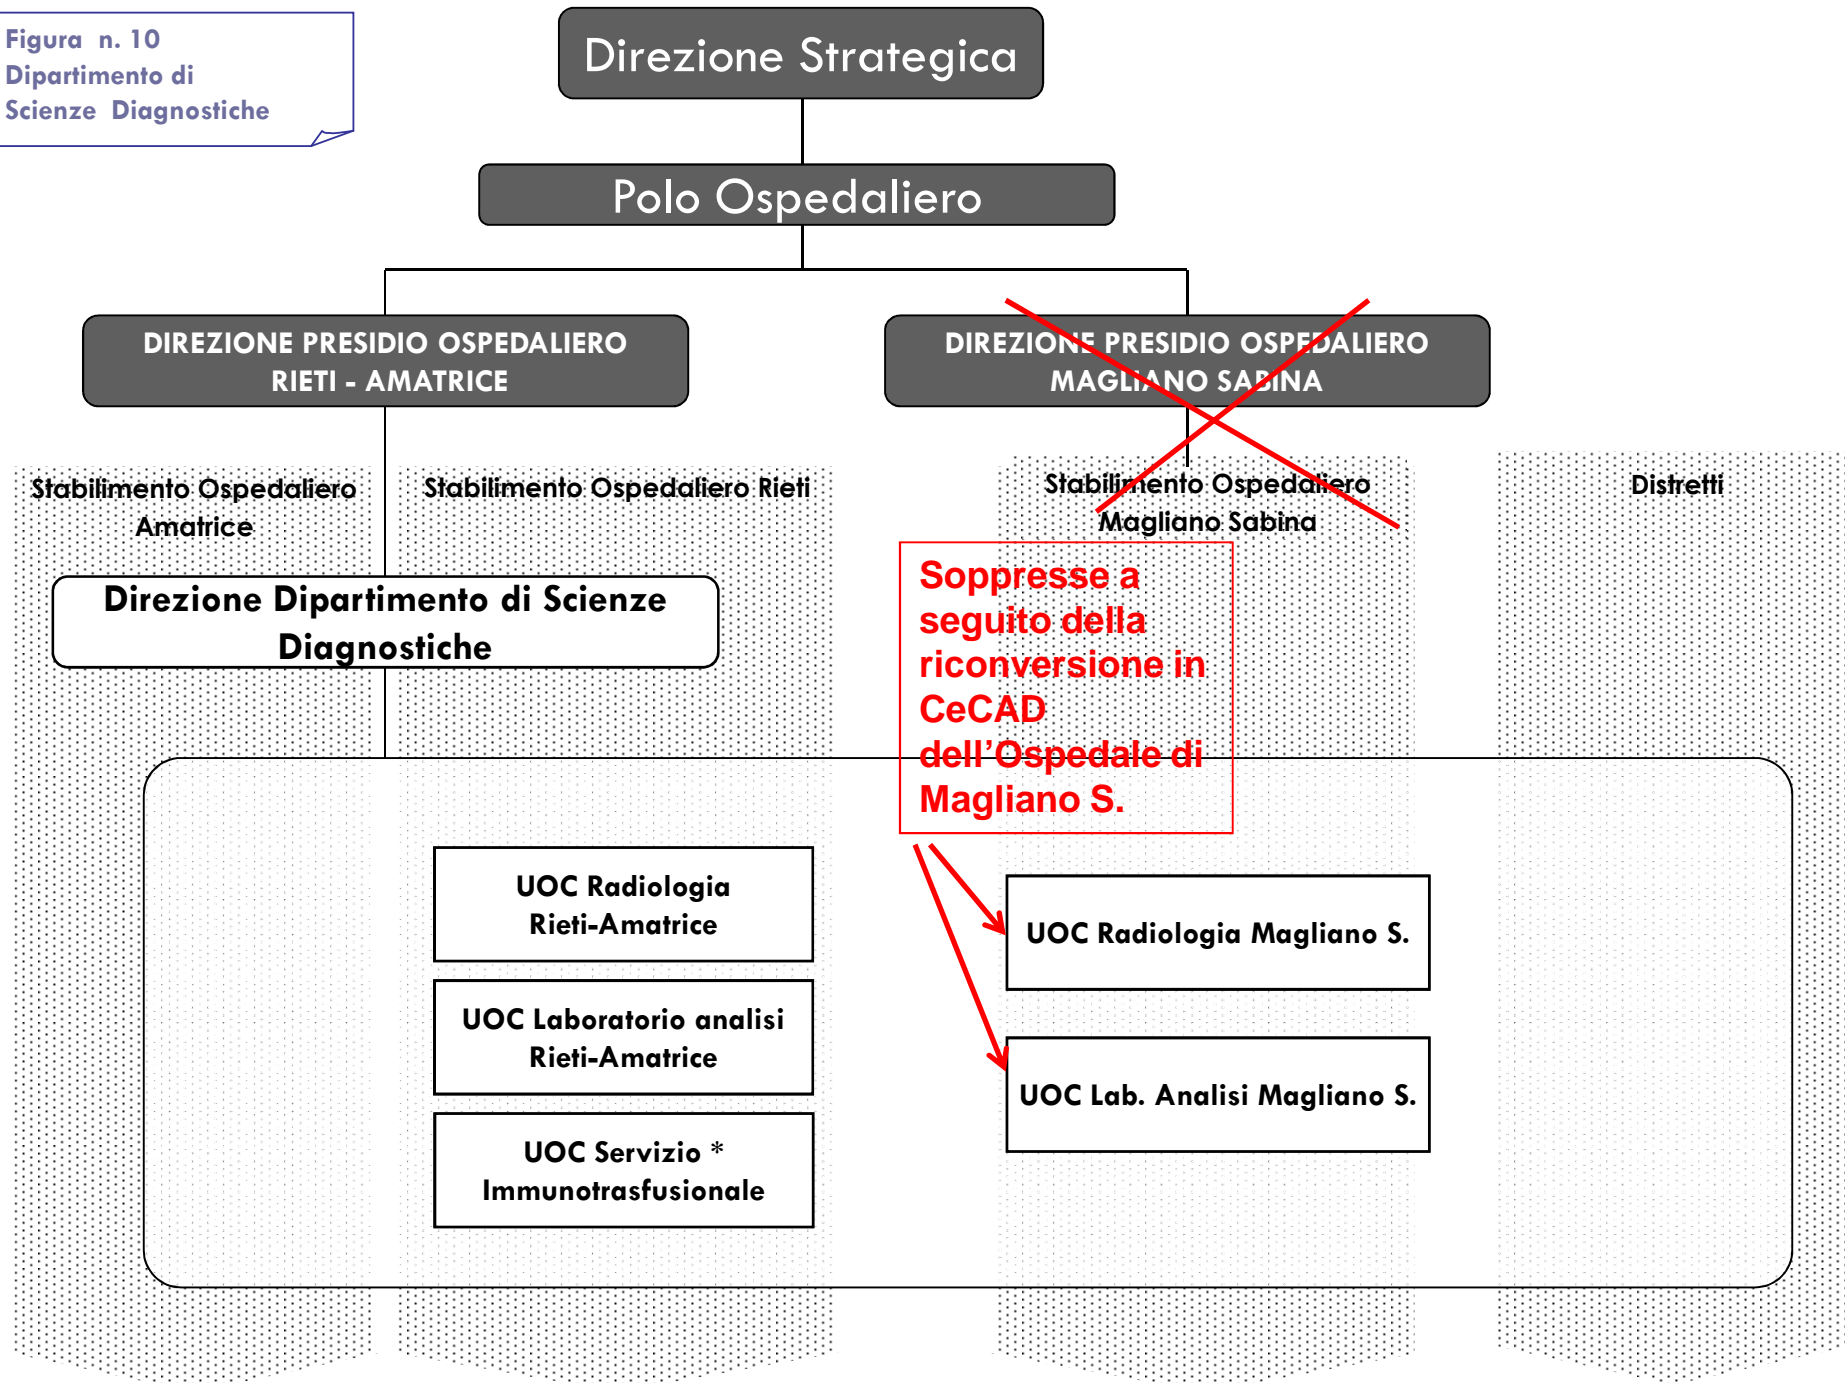 Figura n. 10
Dipartimento di
Scienze Diagnostiche
Direzione Strategica
Polo Ospedaliero
DIREZIONE PRESIDIO OSPEDALIERO
RIETI - AMATRICE
DIREZIONE PRESIDIO OSPEDALIERO
MAGLIANO SABINA
Stabilimento Ospedaliero
Amatrice
Stabilimento Ospedaliero Rieti
Stabilimento Ospedaliero
Magliano Sabina
Distretti
Direzione Dipartimento di Scienze
Diagnostiche
Soppresse a
seguito della
riconversione in
CeCAD
dell’Ospedale di
Magliano S.
UOC Radiologia
Rieti-Amatrice
UOC Laboratorio analisi
Rieti-Amatrice
UOC Servizio *
Immunotrasfusionale
UOC Radiologia Magliano S.
UOC Lab. Analisi Magliano S.